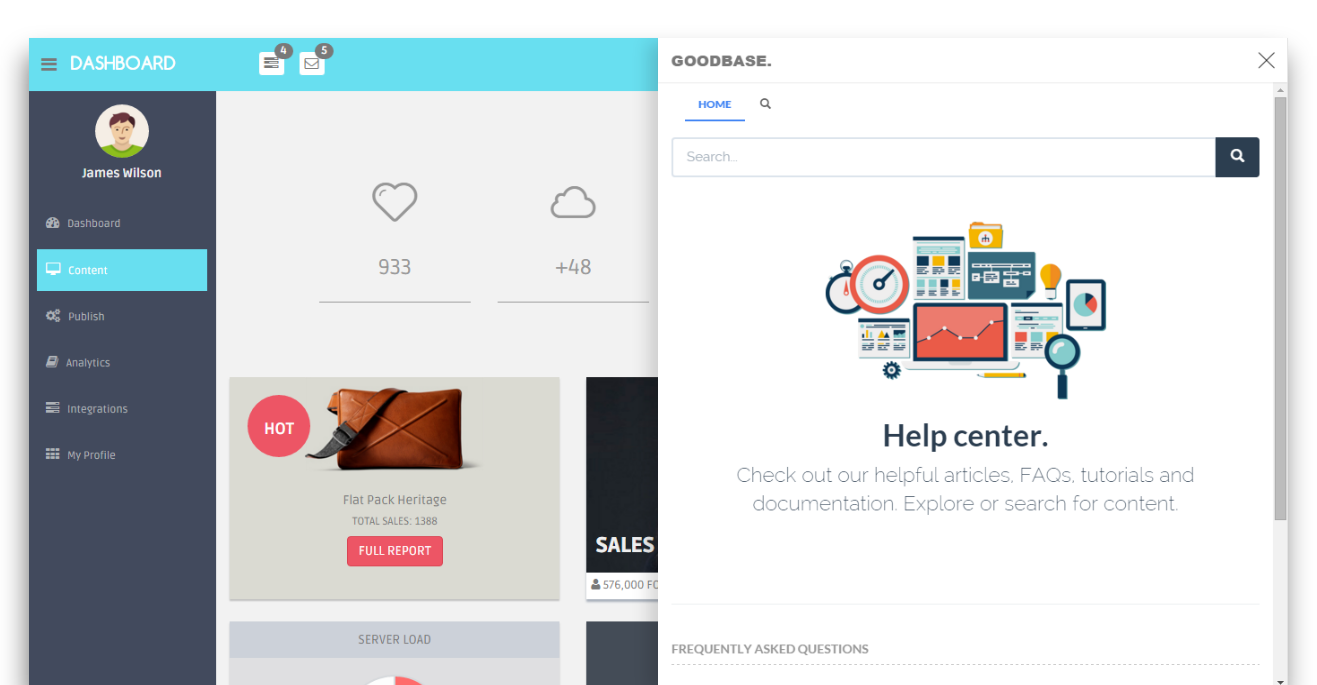 DASHBOARD
4
5
James Wilson
Dashboard
Content
Publish
Analytics
Integrations
My Profile
933
+48
HOT
Flat Pack Heritage
TOTAL SALES: 1388
FULL REPORT
SALES
576,000 FO
SERVER LOAD
GOODBASE.
HOME
Search..
Help center.
Check out our helpful articles, FAQs, tutorials and
documentation. Explore or search for content.
FREQUENTLY ASKED QUESTIONS